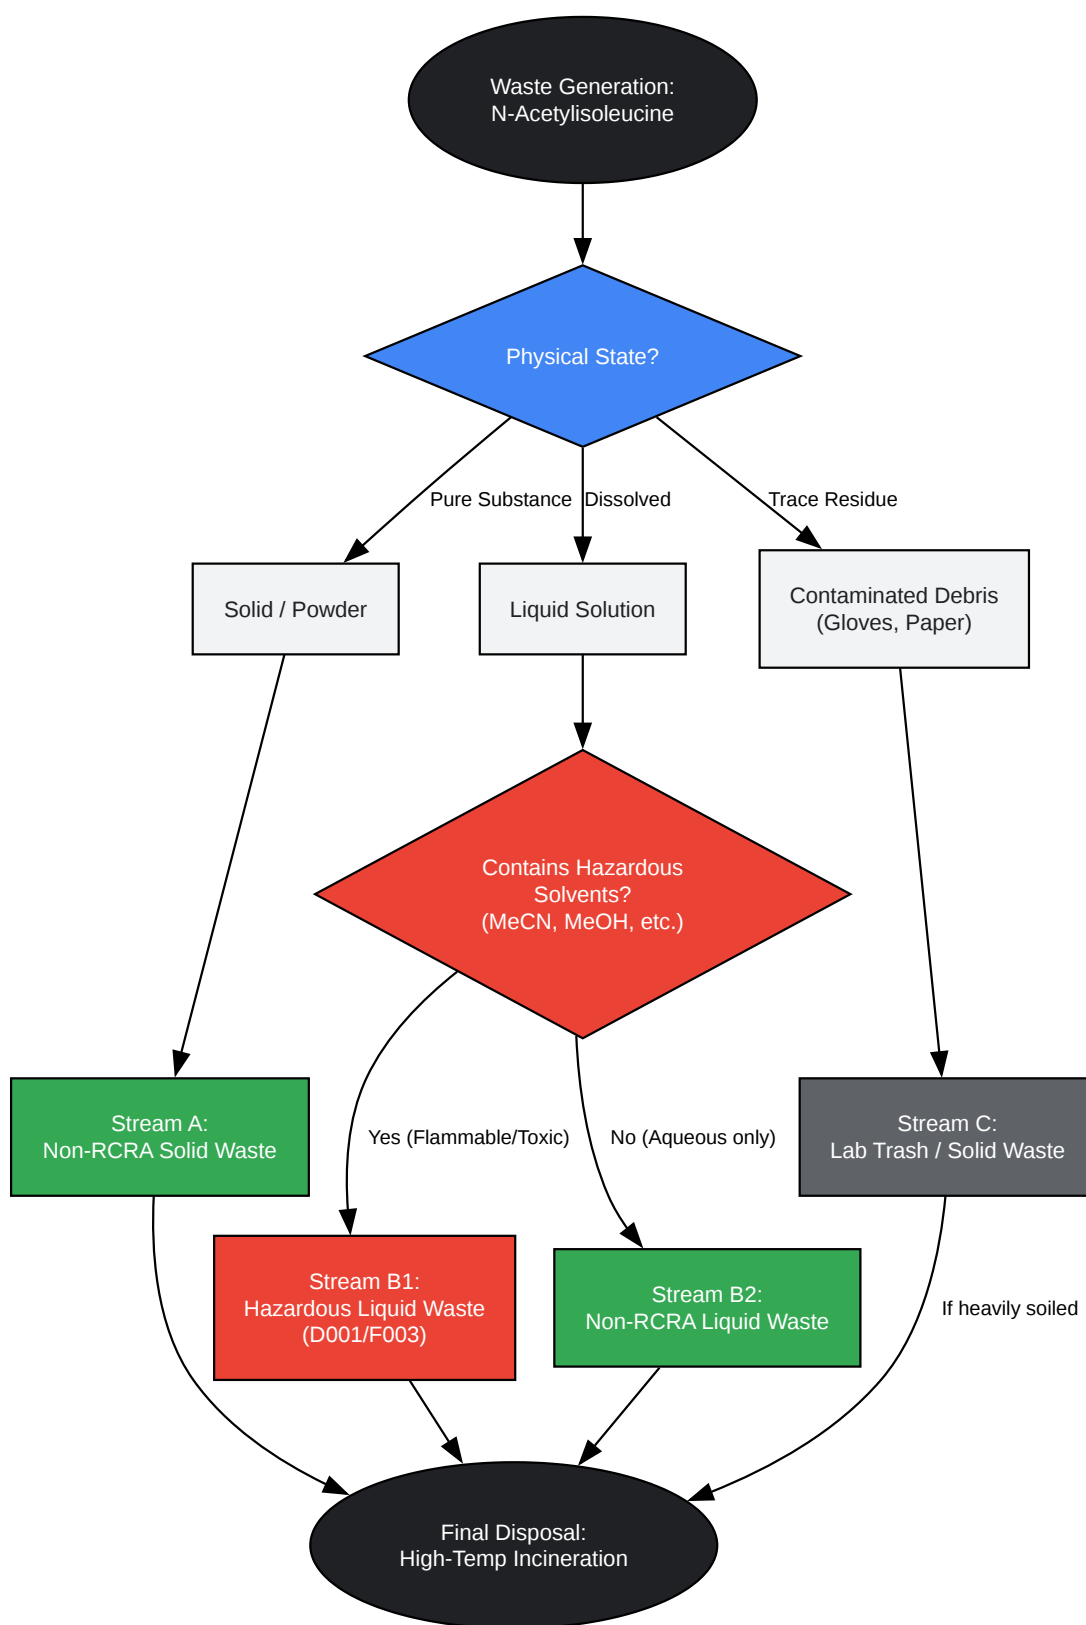 Waste Generation:
N-Acetylisoleucine
Physical State?
Pure Substance
Dissolved
Trace Residue
Solid / Powder
Liquid Solution
Contaminated Debris
(Gloves, Paper)
Contains Hazardous
Solvents?
(MeCN, MeOH, etc.)
Stream A:
Non-RCRA Solid Waste
Yes (Flammable/Toxic)
No (Aqueous only)
Stream C:
Lab Trash / Solid Waste
Stream B1:
Hazardous Liquid Waste
(D001/F003)
Stream B2:
Non-RCRA Liquid Waste
If heavily soiled
Final Disposal:
High-Temp Incineration